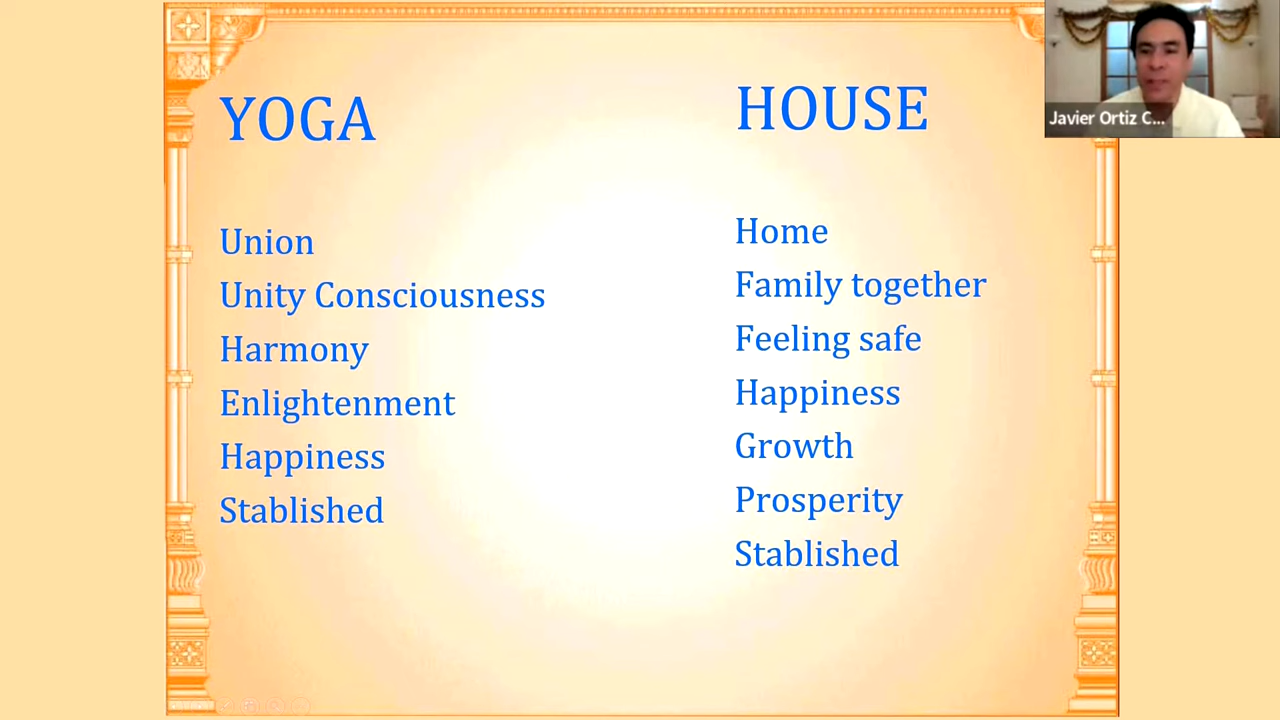 YOGA
Union
Unity Consciousness
Harmony
Enlightenment
Happiness
Stablished
HOUSE
Home
Family together
Feeling safe
Happiness
Growth
Prosperity
Stablished
Javier Ortiz C...